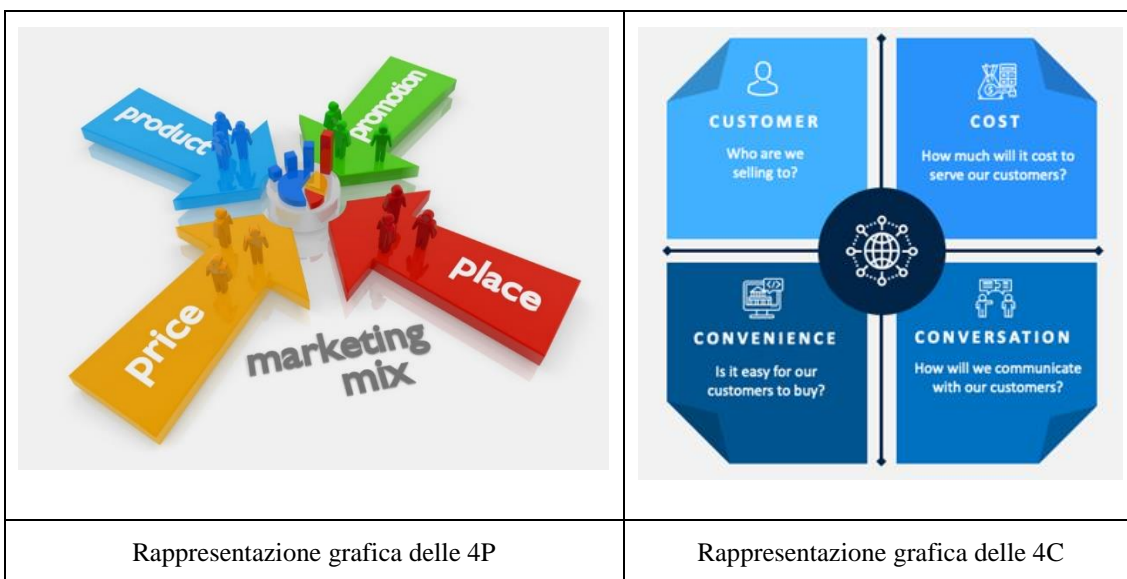 product
promotion
price
place
marketing
mix
CUSTOMER
Who are we
selling to?
COST
How much will it cost to
serve our customers?
CONVENIENCE
Is it easy for our
customers to buy?
CONVERSATION
How will we communicate
with our customers?
Rappresentazione grafica delle 4P
Rappresentazione grafica delle 4C